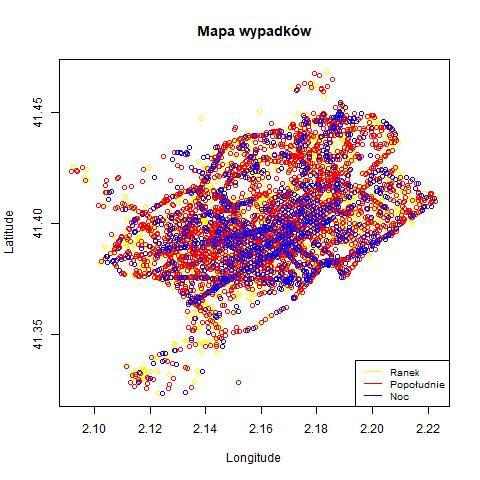 Mapa wypadków
Latitude
41.45
41.40
41.35
2.10 2.12 2.14 2.16 2.18 2.20 2.22
Longitude
Ranek
Popołudnie
Noc